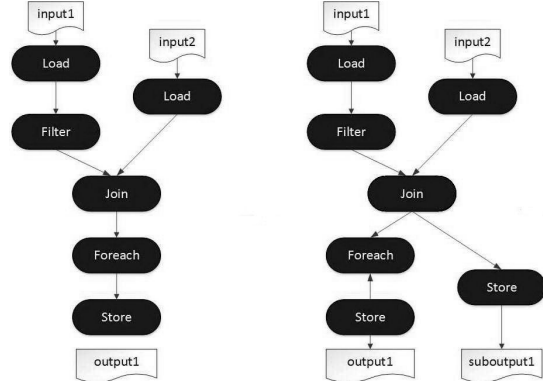 input1
input2
Load
Load
Filter
Join
Foreach
Store
output1
input1
input2
Load
Load
Filter
Join
Foreach
Store
Store
output1
suboutput1